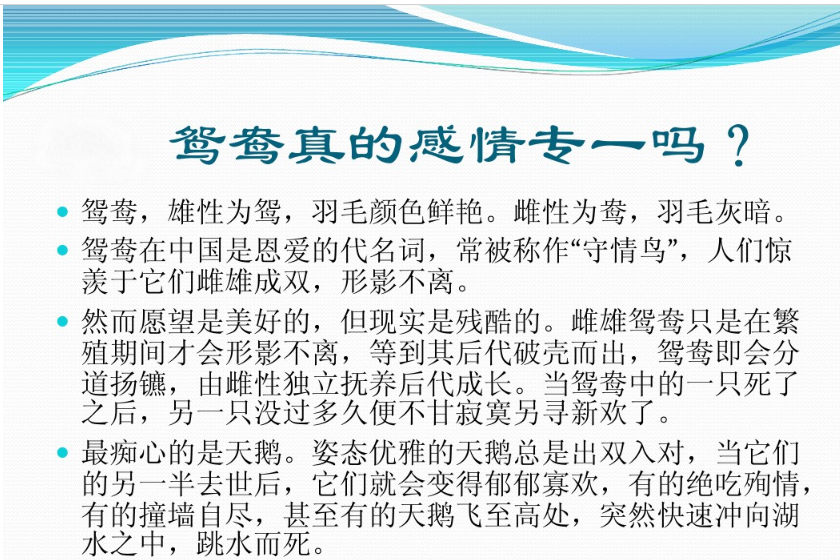 鸳鸯真的感情专一吗？
• 鸳鸯，雄性为鸳，羽毛颜色鲜艳。雌性为鸯，羽毛灰暗。
• 鸳鸯在中国是恩爱的代名词，常被称作“守情鸟”，人们惊
羡于它们雌雄成双，形影不离。
• 然而愿望是美好的，但现实是残酷的。雌雄鸳鸯只是在繁
殖期间才会形影不离，等到其后代破壳而出，鸳鸯即会分
道扬镳，由雌性独立抚养后代成长。当鸳鸯中的一只死了
之后，另一只没过多久便不甘寂寞另寻新欢了。
• 最痴心的是天鹅。姿态优雅的天鹅总是出双入对，当它们
的另一半去世后，它们就会变得郁郁寡欢，有的绝吃殉情，
有的撞墙自尽，甚至有的天鹅飞至高处，突然快速冲向湖
水之中，跳水而死。